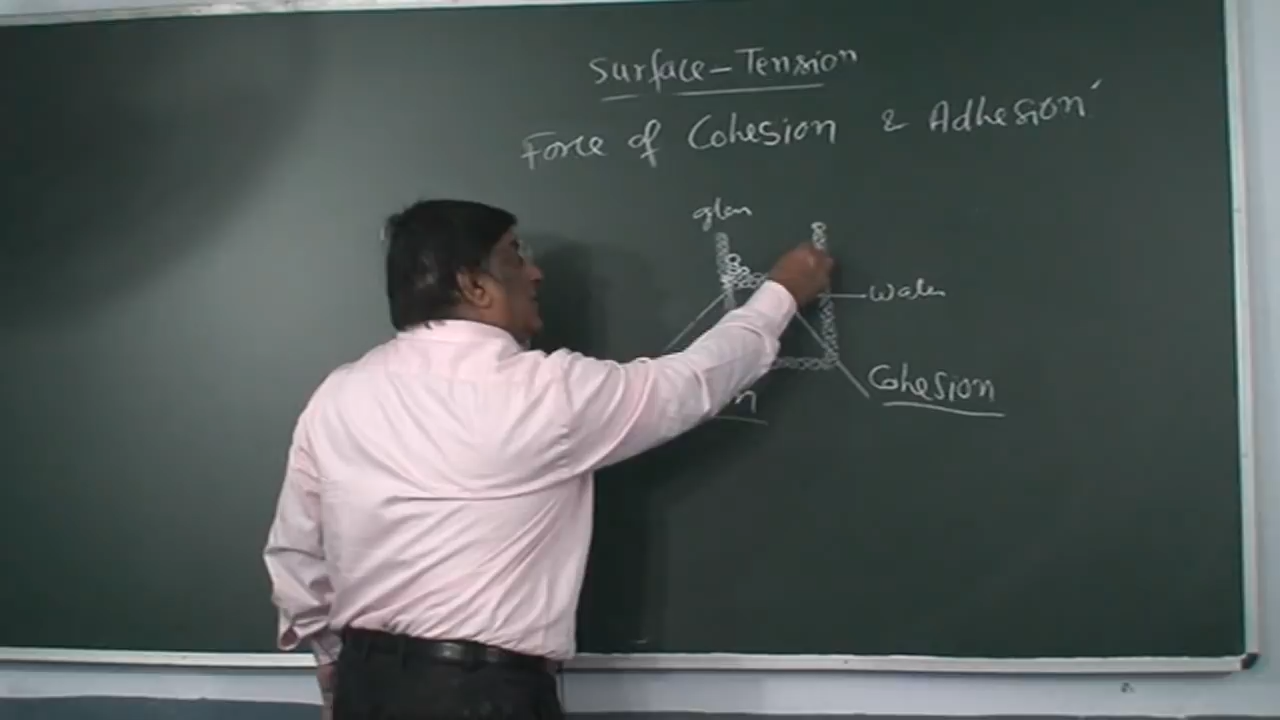 Surface-Tension
Force of Cohesion & Adhesion
glass
Water
Cohesion